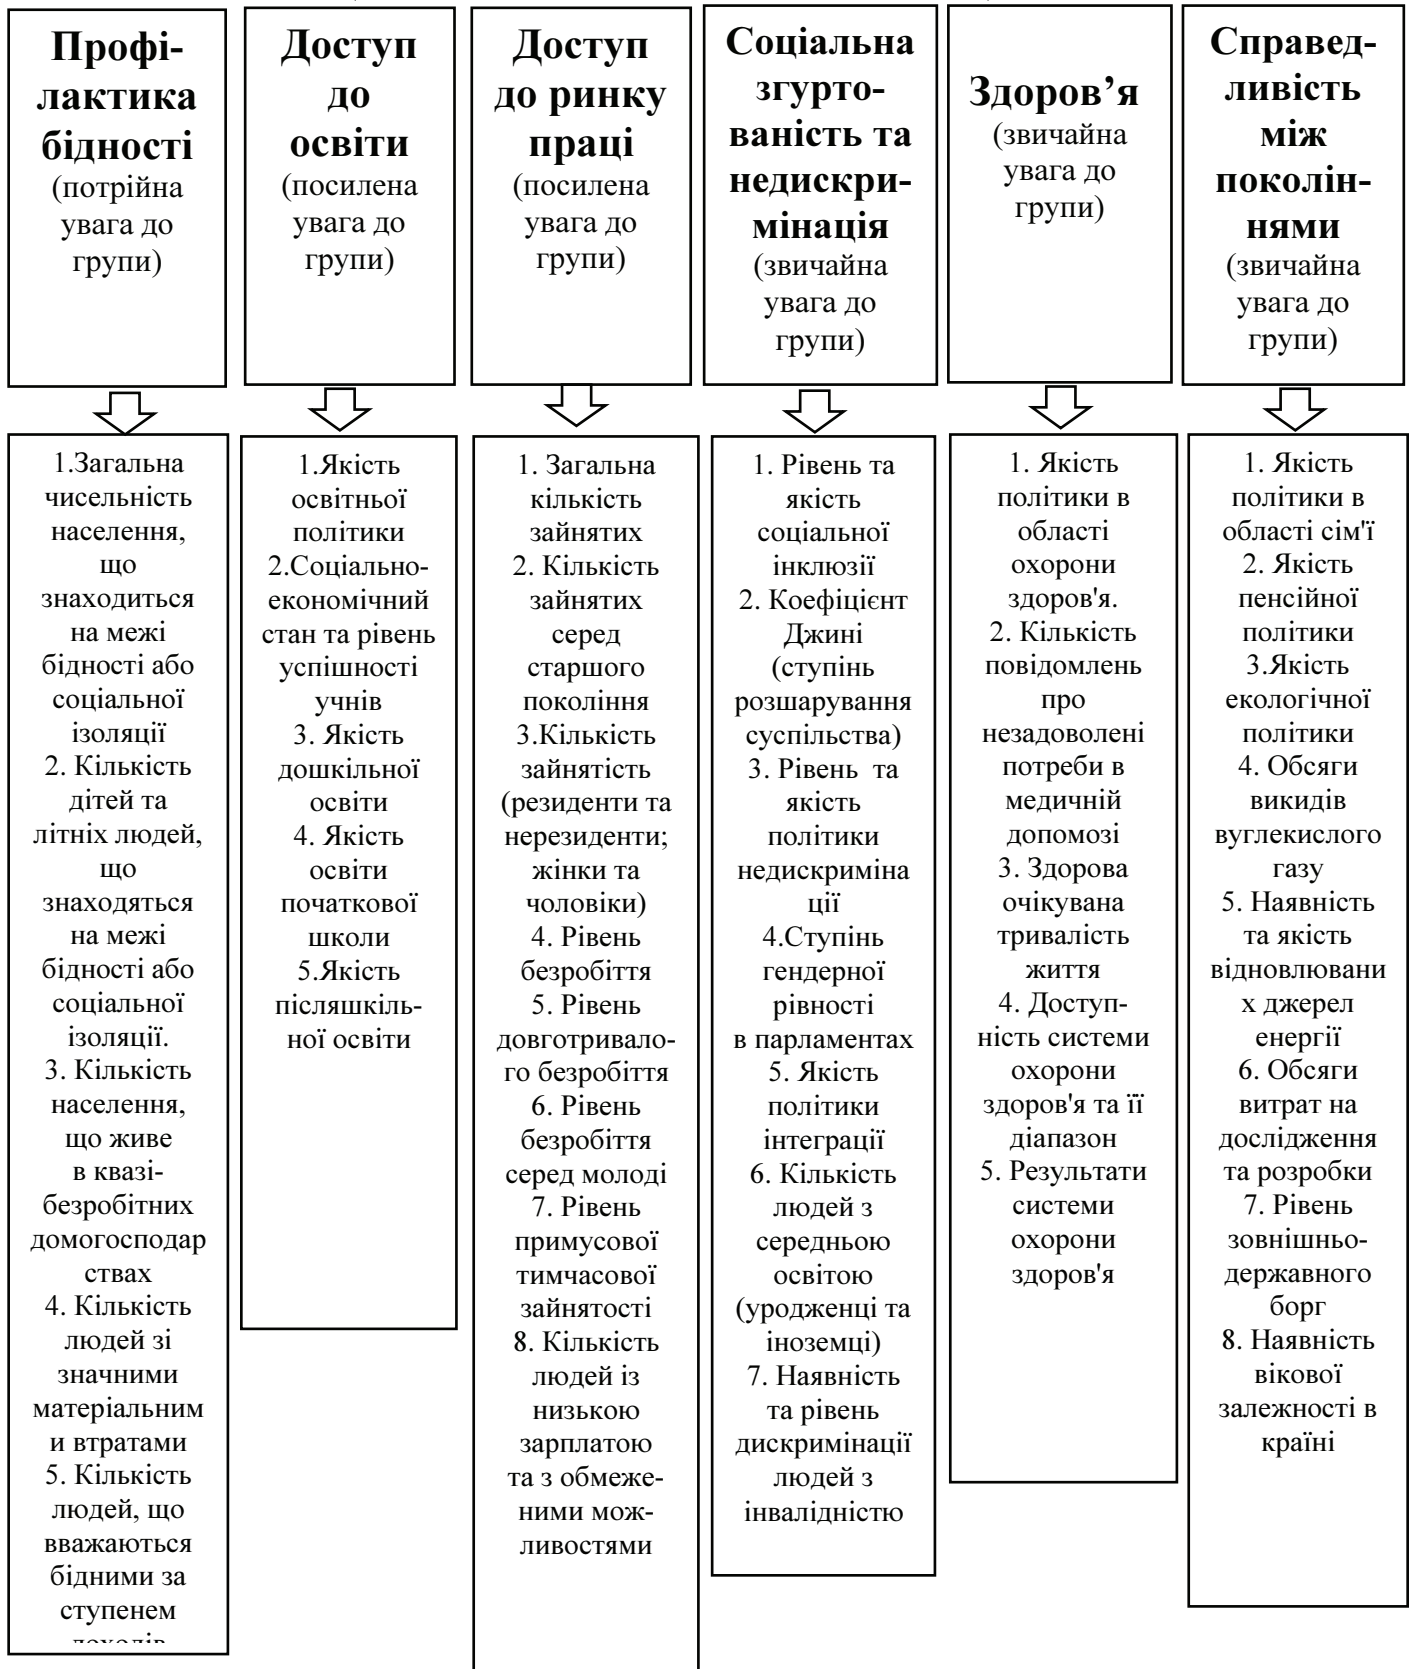 Профі-
лактика
бідності
(потрійна
увага до
групи)
Доступ
до
освіти
(посилена
увага до
групи)
Доступ
до ринку
праці
(посилена
увага до
групи)
Соціальна
згурто-
ваність та
недискри-
мінація
(звичайна
увага до
групи)
Здоров’я
(звичайна
увага до
групи)
Справед-
ливість
між
поколін-
нями
(звичайна
увага до
групи)
1.Загальна
чисельність
населення,
що
знаходиться
на межі
бідності або
соціальної
ізоляції
2. Кількість
дітей та
літніх людей,
що
знаходяться
на межі
бідності або
соціальної
ізоляції.
3. Кількість
населення,
що живе
в квазі-
безробітних
домогосподар
ствах
4. Кількість
людей зі
значними
матеріальним
и втратами
5. Кількість
людей, що
вважаються
бідними за
ступенем
1.Якість
освітньої
політики
2.Соціально-
економічний
стан та рівень
успішності
учнів
3. Якість
дошкільної
освіти
4. Якість
освіти
початкової
школи
5.Якість
післяшкіль-
ної освіти
1. Загальна
кількість
зайнятих
2. Кількість
зайнятих
серед
старшого
покоління
3.Кількість
зайнятість
(резиденти та
нерезиденти;
жінки та
чоловіки)
4. Рівень
безробіття
5. Рівень
довготривало-
го безробіття
6. Рівень
безробіття
серед молоді
7. Рівень
примусової
тимчасової
зайнятості
8. Кількість
людей із
низькою
зарплатою
та з обмеже-
ними мож-
ливостями
1. Рівень та
якість
соціальної
інклюзії
2. Коефіцієнт
Джині
(ступінь
розшарування
суспільства)
3. Рівень та
якість
політики
недискриміна
ції
4.Ступінь
гендерної
рівності
в парламентах
5. Якість
політики
інтеграції
6. Кількість
людей з
середньою
освітою
(уродженці та
іноземці)
7. Наявність
та рівень
дискримінації
людей з
інвалідністю
1. Якість
політики в
області
охорони
здоров'я.
2. Кількість
повідомлень
про
незадоволені
потреби в
медичній
допомозі
3. Здорова
очікувана
тривалість
життя
4. Доступ-
ність системи
охорони
здоров'я та її
діапазон
5. Результати
системи
охорони
здоров'я
1. Якість
політики в
області сім'ї
2. Якість
пенсійної
політики
3.Якість
екологічної
політики
4. Обсяги
викидів
вуглекислого
газу
5. Наявність
та якість
відновлювани
х джерел
енергії
6. Обсяги
витрат на
дослідження
та розробки
7. Рівень
зовнішньо-
державного
борг
8. Наявність
вікової
залежності в
країні